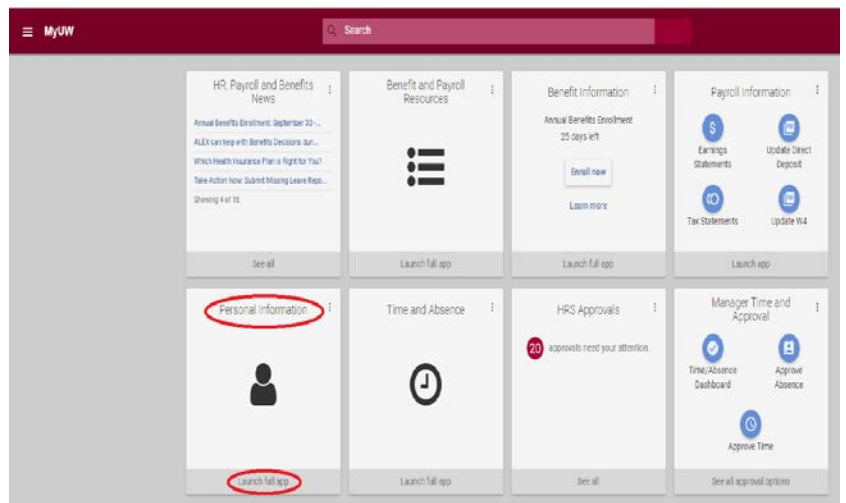 MyUW
Search
HR, Payroll and Benefits
News
Annual Benefits Enrollment: September 30-...
ALEX can help with Benefits Decisions dun...
Which Health Insurance Plan is Right for You?
Take Action Now: Submit Missing Leave Repo...
Showing 4 of 16
See all
Benefit and Payroll
Resources
Launch full app
Benefit Information
Annual Benefits Enrollment
25 days left
Enroll now
Learn more
Launch full app
Payroll Information
Earnings
Statements
Update Direct
Deposit
Tax Statements
Update W4
Launch app
Personal Information
Launch full app
Time and Absence
Launch full app
HRS Approvals
20 approvals need your attention.
See all
Manager Time and
Approval
Time/Absence
Dashboard
Approve
Absence
Approve Time
See all approval options